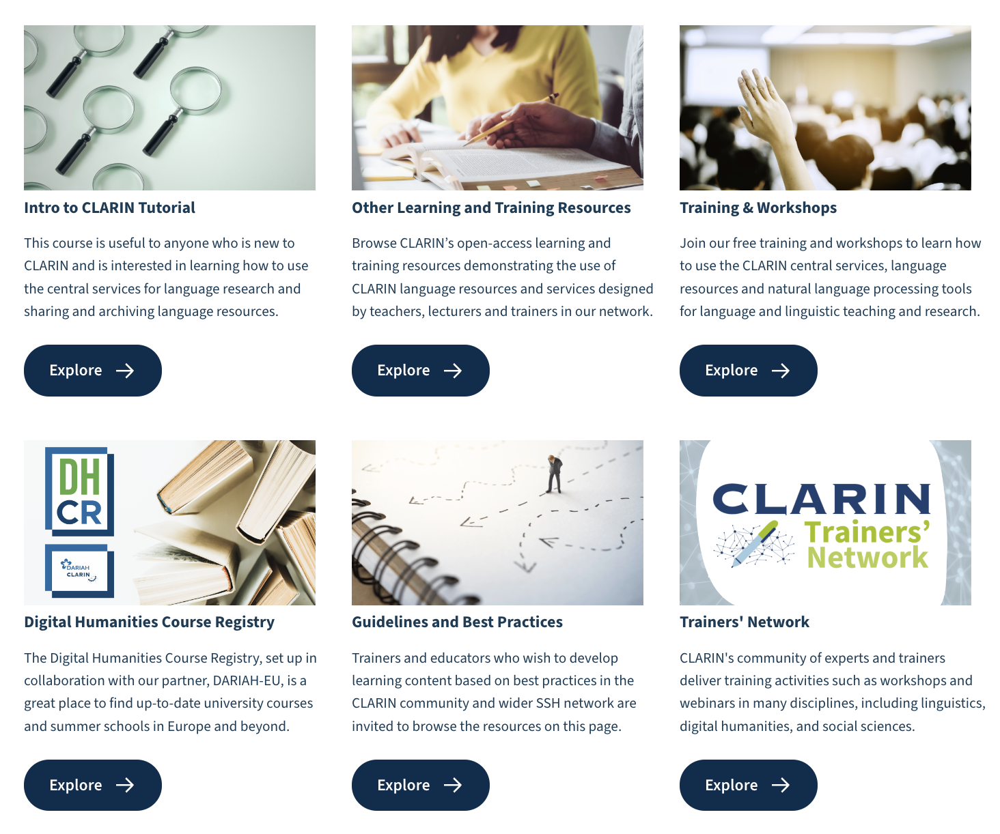 Intro to CLARIN Tutorial
This course is useful to anyone who is new to
CLARIN and is interested in learning how to use
the central services for language research and
sharing and archiving language resources.
Explore
Other Learning and Training Resources
Browse CLARIN’s open-access learning and
training resources demonstrating the use of
CLARIN language resources and services designed
by teachers, lecturers and trainers in our network.
Explore
Training & Workshops
Join our free training and workshops to learn how
to use the CLARIN central services, language
resources and natural language processing tools
for language and linguistic teaching and research.
Explore
DH
CR
DARIAH
CLARIN
Digital Humanities Course Registry
The Digital Humanities Course Registry, set up in
collaboration with our partner, DARIAH-EU, is a
great place to find up-to-date university courses
and summer schools in Europe and beyond.
Explore
Guidelines and Best Practices
Trainers and educators who wish to develop
learning content based on best practices in the
CLARIN community and wider SSH network are
invited to browse the resources on this page.
Explore
CLARIN
Trainers’
Network
Trainers' Network
CLARIN's community of experts and trainers
deliver training activities such as workshops and
webinars in many disciplines, including linguistics,
digital humanities, and social sciences.
Explore